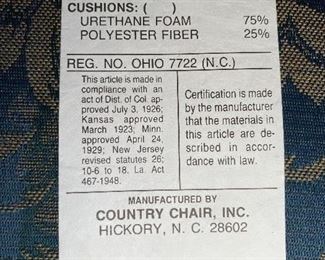 CUSHIONS: ( )
URETHANE FOAM 75%
POLYESTER FIBER 25%
REG. NO. OHIO 7722 (N.C.)
This article is made in
compliance with an
act of Dist. of Col. ap-
proved July 3, 1926;
Kansas approved
March 1923; Minn.
approved April 24,
1929; New Jersey
revised statutes 26;
10-6 to 18. La. Act
467-1948.
Certification is made
by the manufacturer
that the materials in
this article are de-
scribed in accord-
ance with law.
MANUFACTURED BY
COUNTRY CHAIR, INC.
HICKORY, N. C. 28602